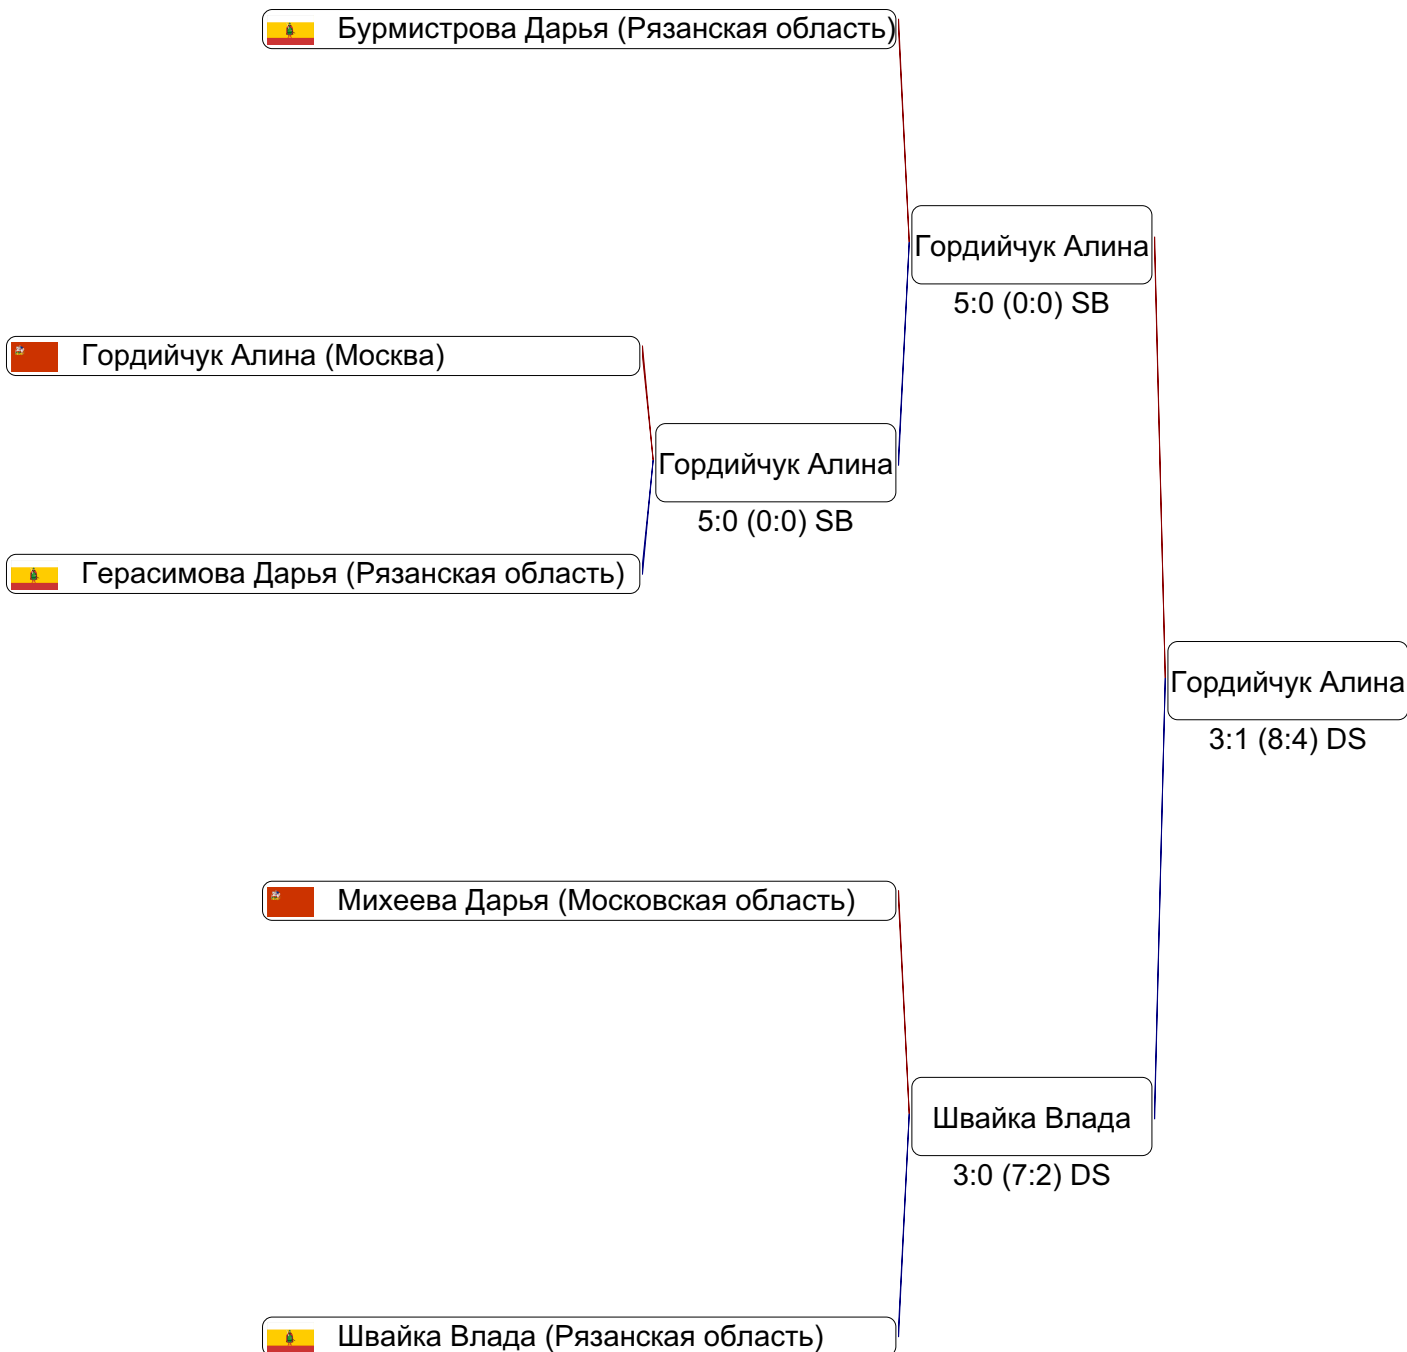 Бурмистрова Дарья (Рязанская область)
Гордийчук Алина
5:0 (0:0) SB
Гордийчук Алина (Москва)
Гордийчук Алина
5:0 (0:0) SB
Герасимова Дарья (Рязанская область)
Гордийчук Алина
3:1 (8:4) DS
Михеева Дарья (Московская область)
Швайка Влада
3:0 (7:2) DS
Швайка Влада (Рязанская область)